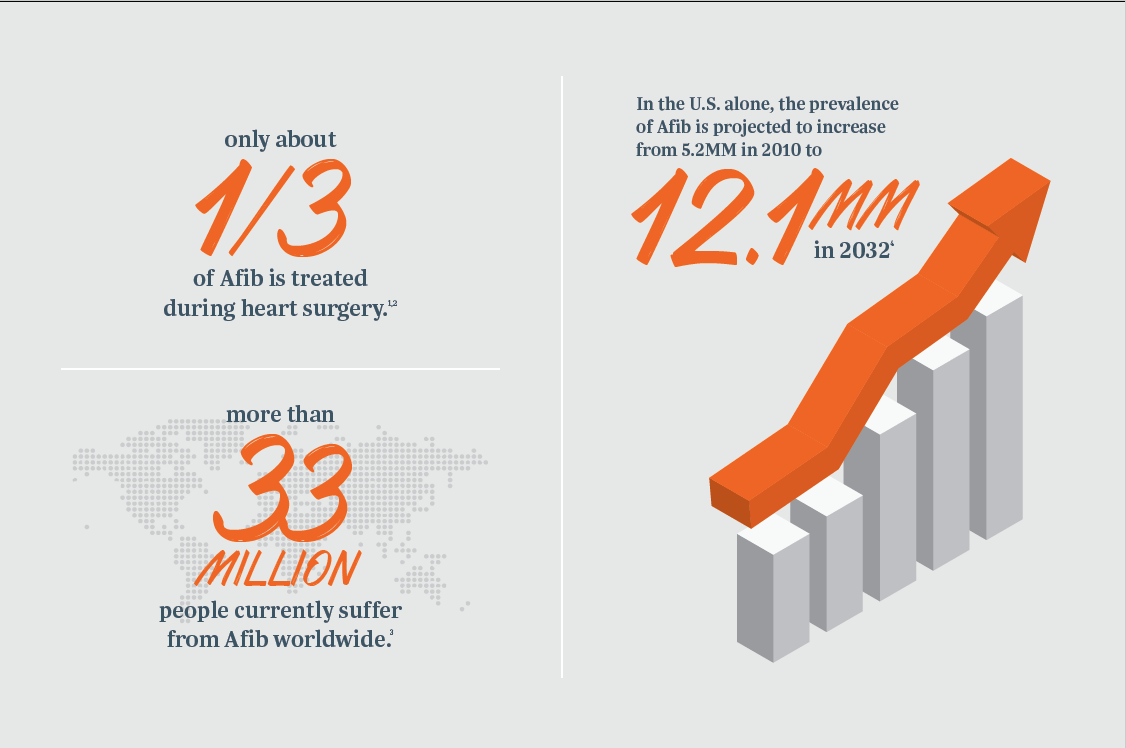 only about
1/3
of Afib is treated
during heart surgery.1,2
more than
33
MILLION
people currently suffer
from Afib worldwide.3
In the U.S. alone, the prevalence
of Afib is projected to increase
from 5.2MM in 2010 to
12.1MM
in 20324